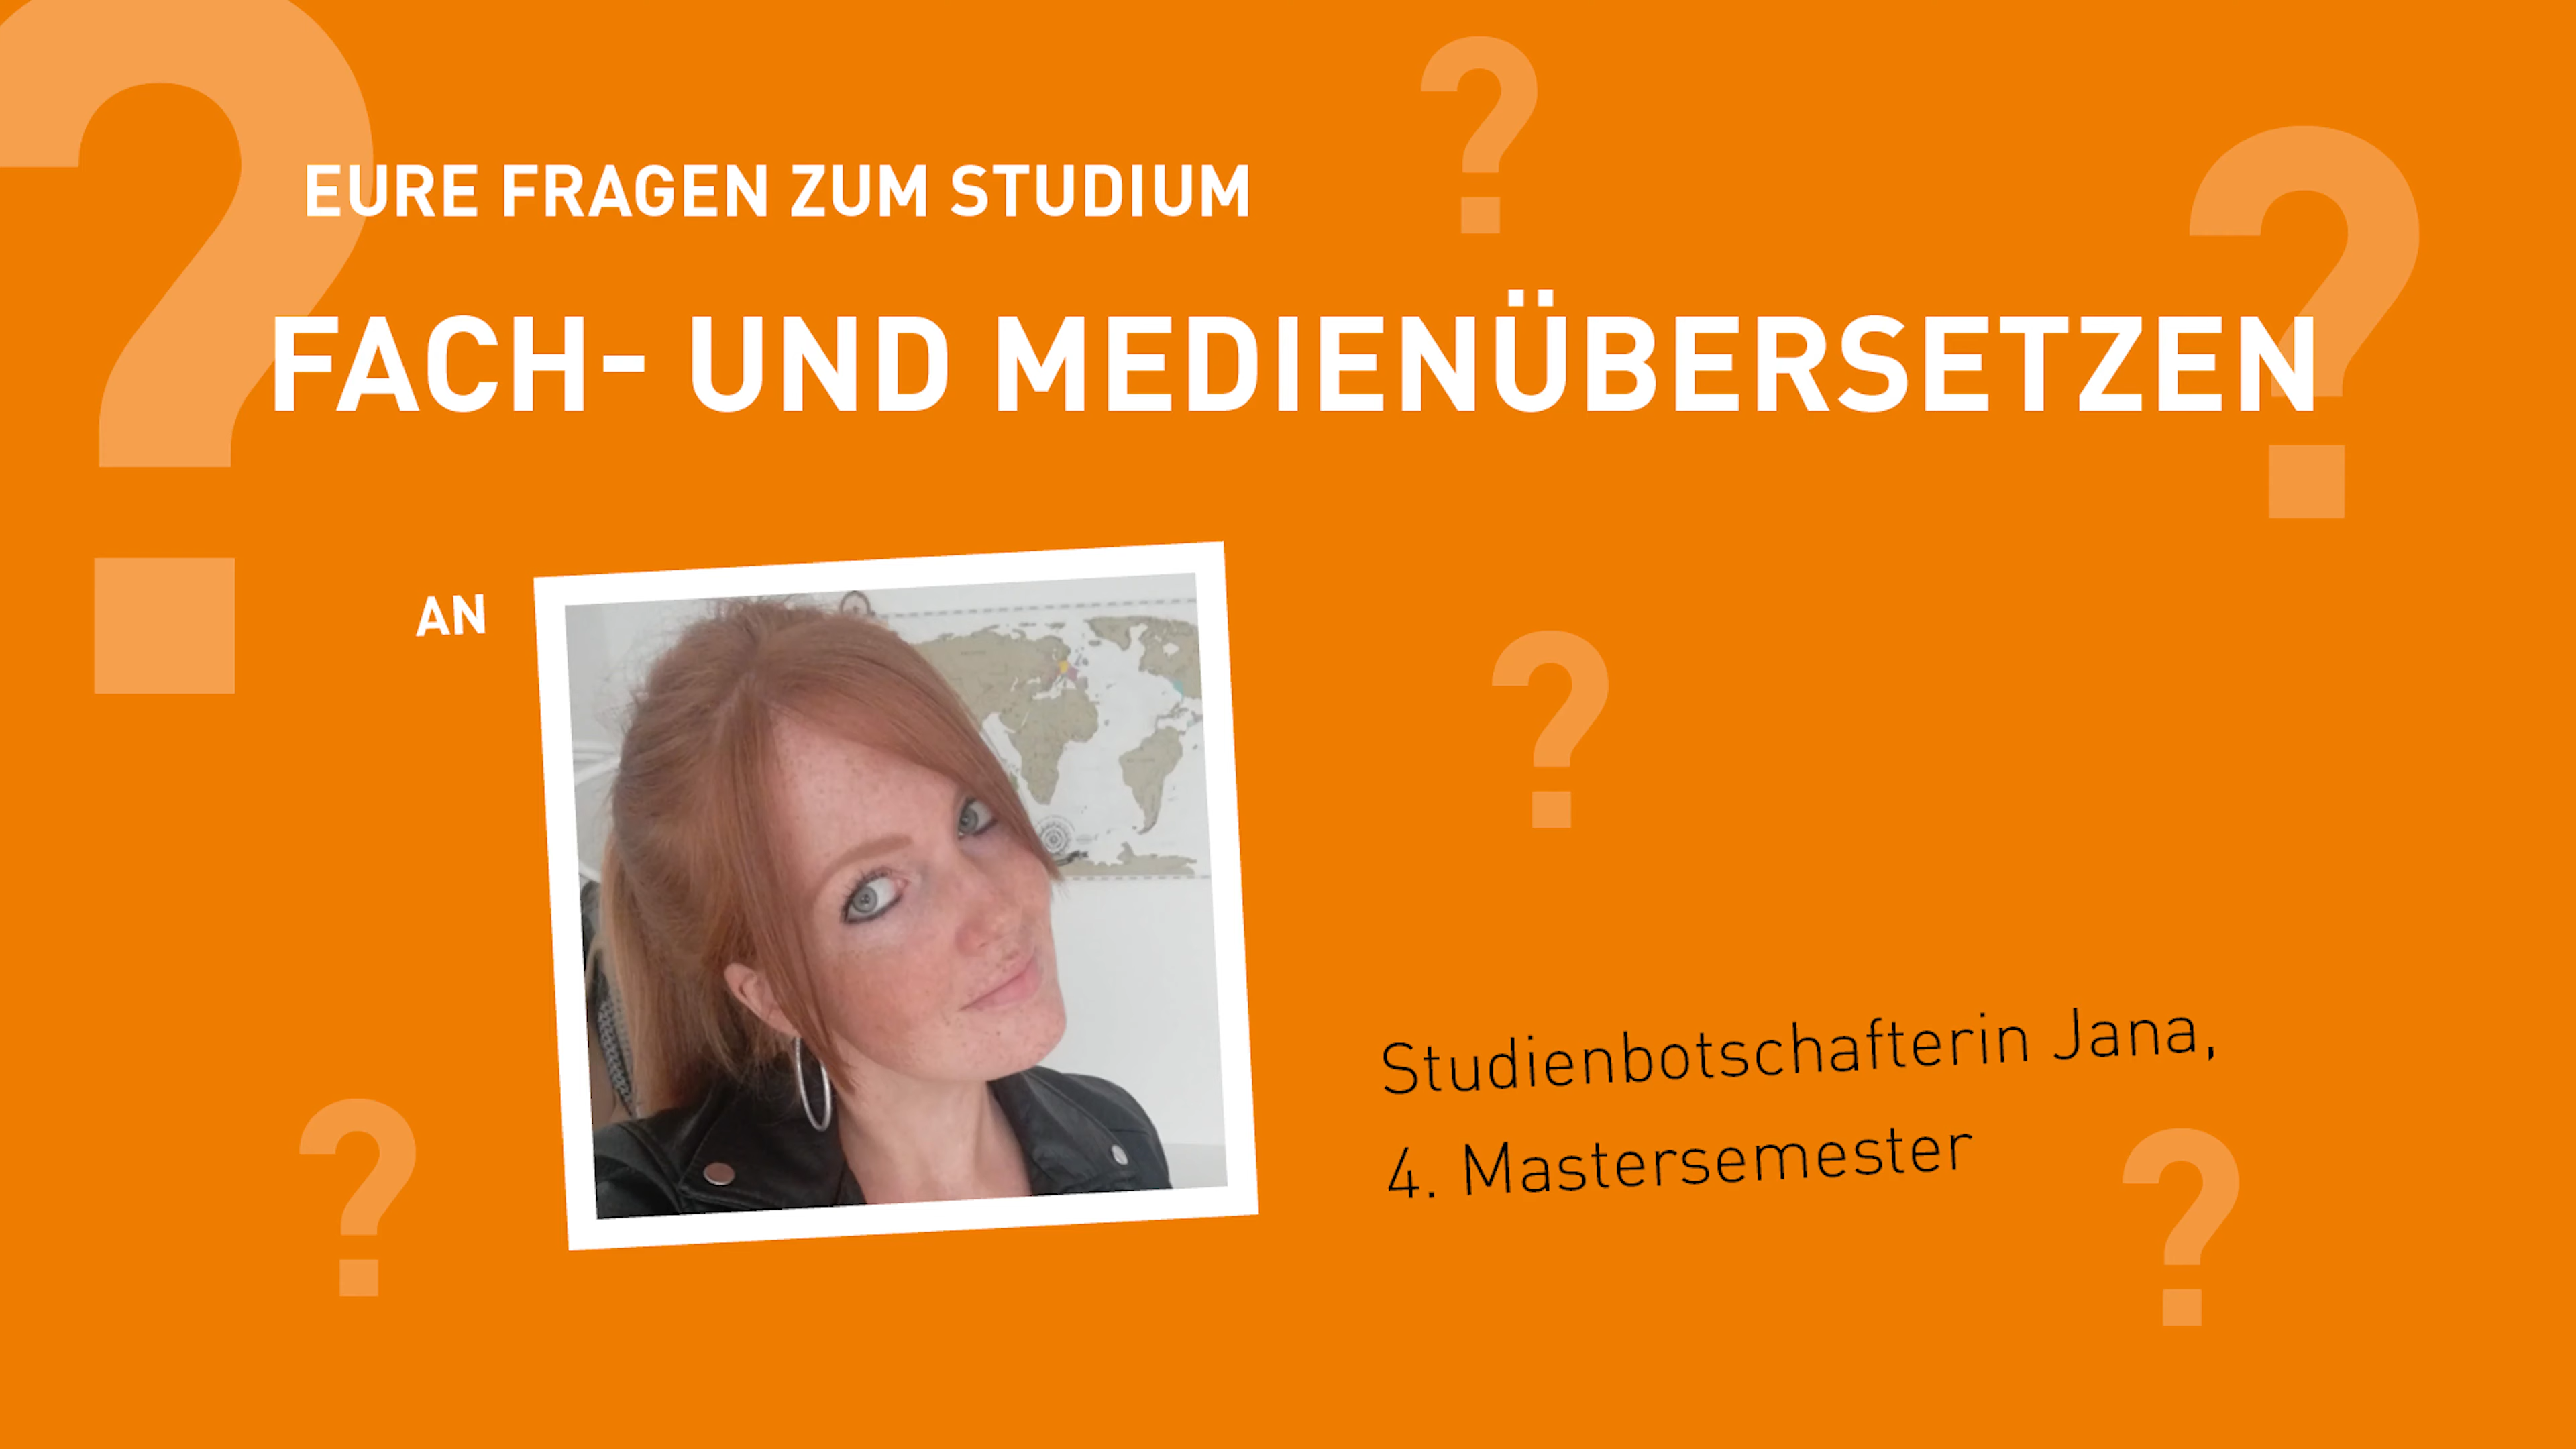 EURE FRAGEN ZUM STUDIUM
FACH- UND MEDIENÜBERSETZEN
AN
Studienbotschafterin Jana,
4. Mastersemester